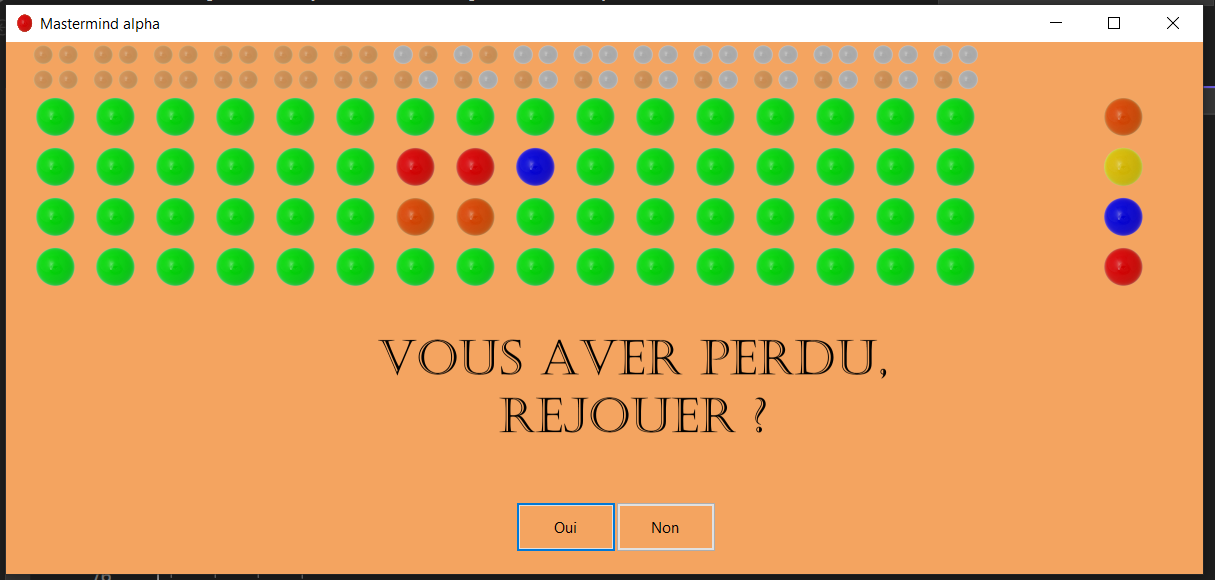 Mastermind alpha
VOUS AVER PERDU,
REJOUER ?
Oui
Non